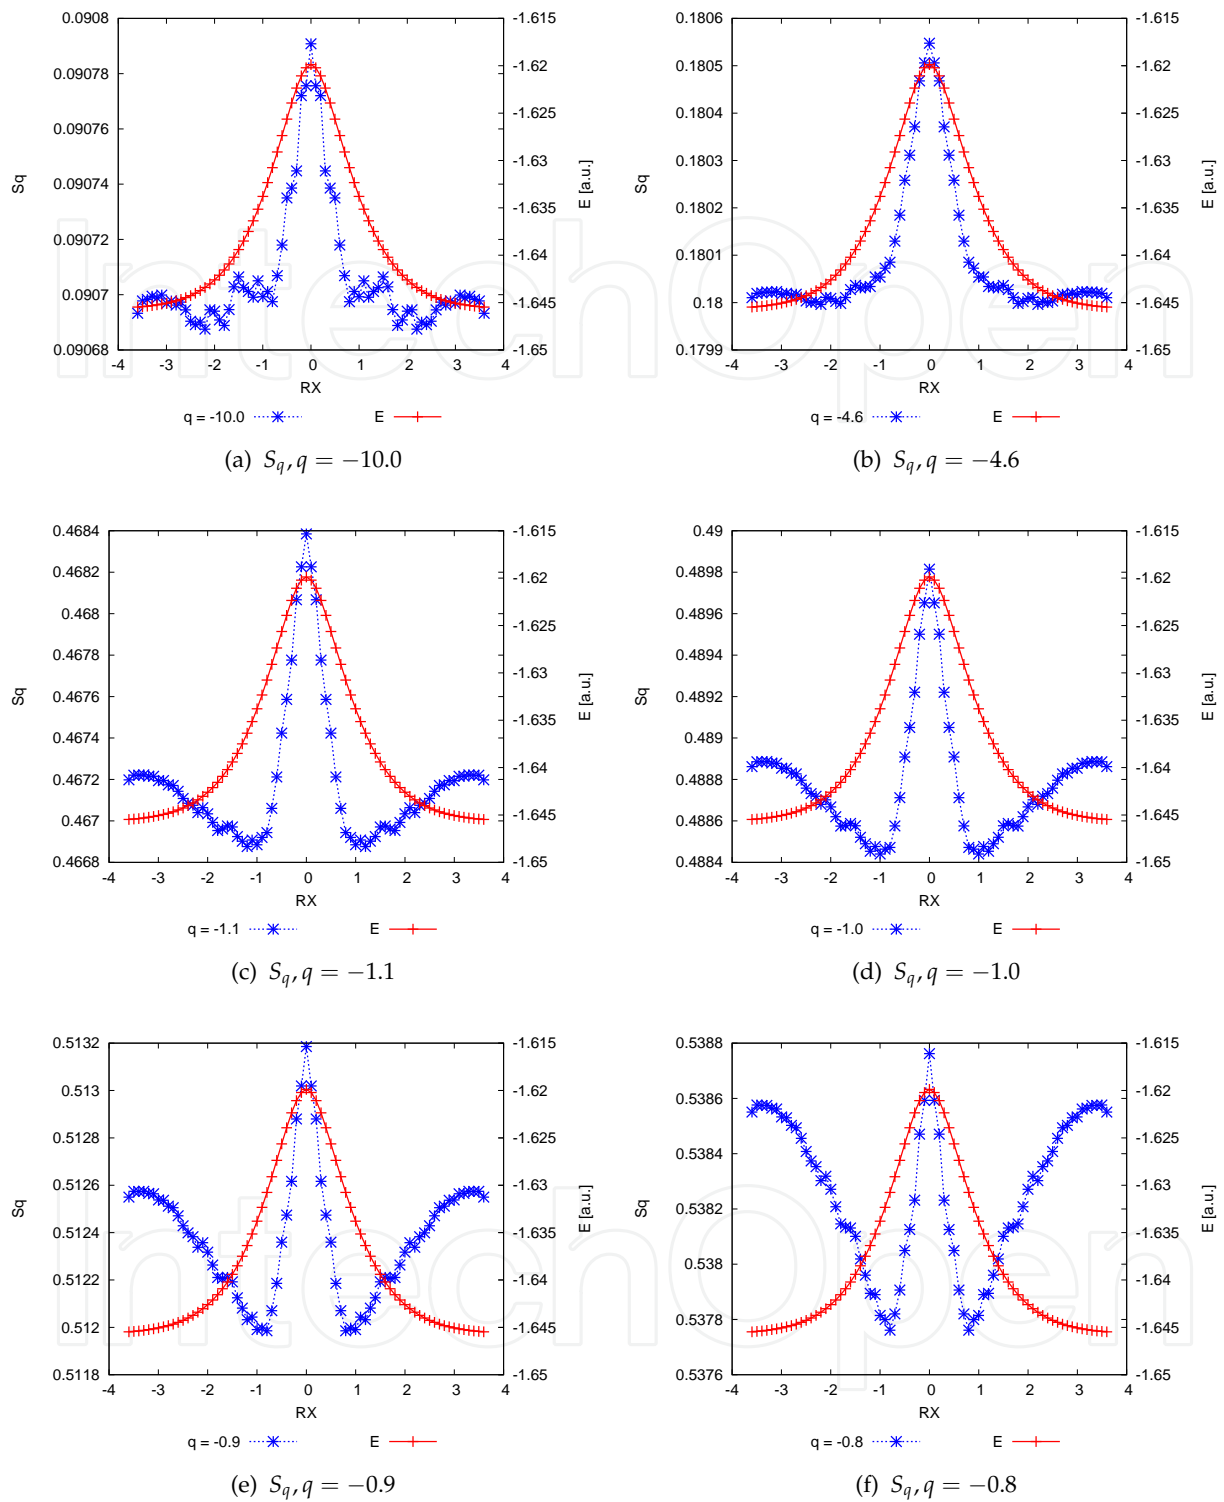 0.0908
0.09078
0.09076
0.09074
0.09072
0.0907
0.09068
-1.615
-1.62
-1.625
-1.63
-1.635
-1.64
-1.645
-1.65
-4 -3 -2 -1 0 1 2 3 4
Sq
E [a.u.]
RX
q = -10.0 E
(a) Sq, q = −10.0
0.1806
0.1805
0.1804
0.1803
0.1802
0.1801
0.18
0.1799
-1.615
-1.62
-1.625
-1.63
-1.635
-1.64
-1.645
-1.65
-4 -3 -2 -1 0 1 2 3 4
Sq
E [a.u.]
RX
q = -4.6 E
(b) Sq, q = −4.6
0.4684
0.4682
0.468
0.4678
0.4676
0.4674
0.4672
0.467
0.4668
-1.615
-1.62
-1.625
-1.63
-1.635
-1.64
-1.645
-1.65
-4 -3 -2 -1 0 1 2 3 4
Sq
E [a.u.]
RX
q = -1.1 E
(c) Sq, q = −1.1
0.49
0.4898
0.4896
0.4894
0.4892
0.489
0.4888
0.4886
0.4884
-1.615
-1.62
-1.625
-1.63
-1.635
-1.64
-1.645
-1.65
-4 -3 -2 -1 0 1 2 3 4
Sq
E [a.u.]
RX
q = -1.0 E
(d) Sq, q = −1.0
0.5132
0.513
0.5128
0.5126
0.5124
0.5122
0.512
0.5118
-1.615
-1.62
-1.625
-1.63
-1.635
-1.64
-1.645
-1.65
-4 -3 -2 -1 0 1 2 3 4
Sq
E [a.u.]
RX
q = -0.9 E
(e) Sq, q = −0.9
0.5388
0.5386
0.5384
0.5382
0.538
0.5378
0.5376
-1.615
-1.62
-1.625
-1.63
-1.635
-1.64
-1.645
-1.65
-4 -3 -2 -1 0 1 2 3 4
Sq
E [a.u.]
RX
q = -0.8 E
(f) Sq, q = −0.8
IntechOpen
IntechOpen